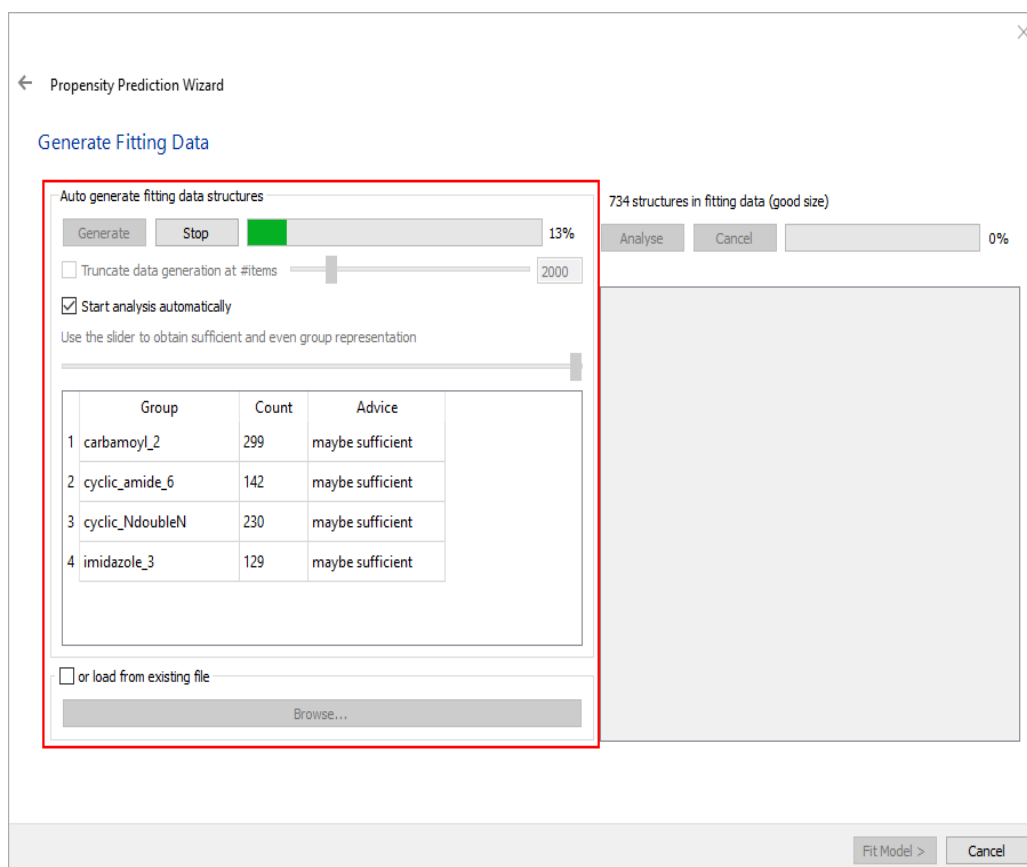 Propensity Prediction Wizard
Generate Fitting Data
Auto generate fitting data structures
Generate Stop 13%
Truncate data generation at #items 2000
Start analysis automatically
Use the slider to obtain sufficient and even group representation
Group Count Advice
1 carbamoyl_2 299 maybe sufficient
2 cyclic_amide_6 142 maybe sufficient
3 cyclic_NdoubleN 230 maybe sufficient
4 imidazole_3 129 maybe sufficient
or load from existing file
Browse...
734 structures in fitting data (good size)
Analyse Cancel 0%
Fit Model > Cancel